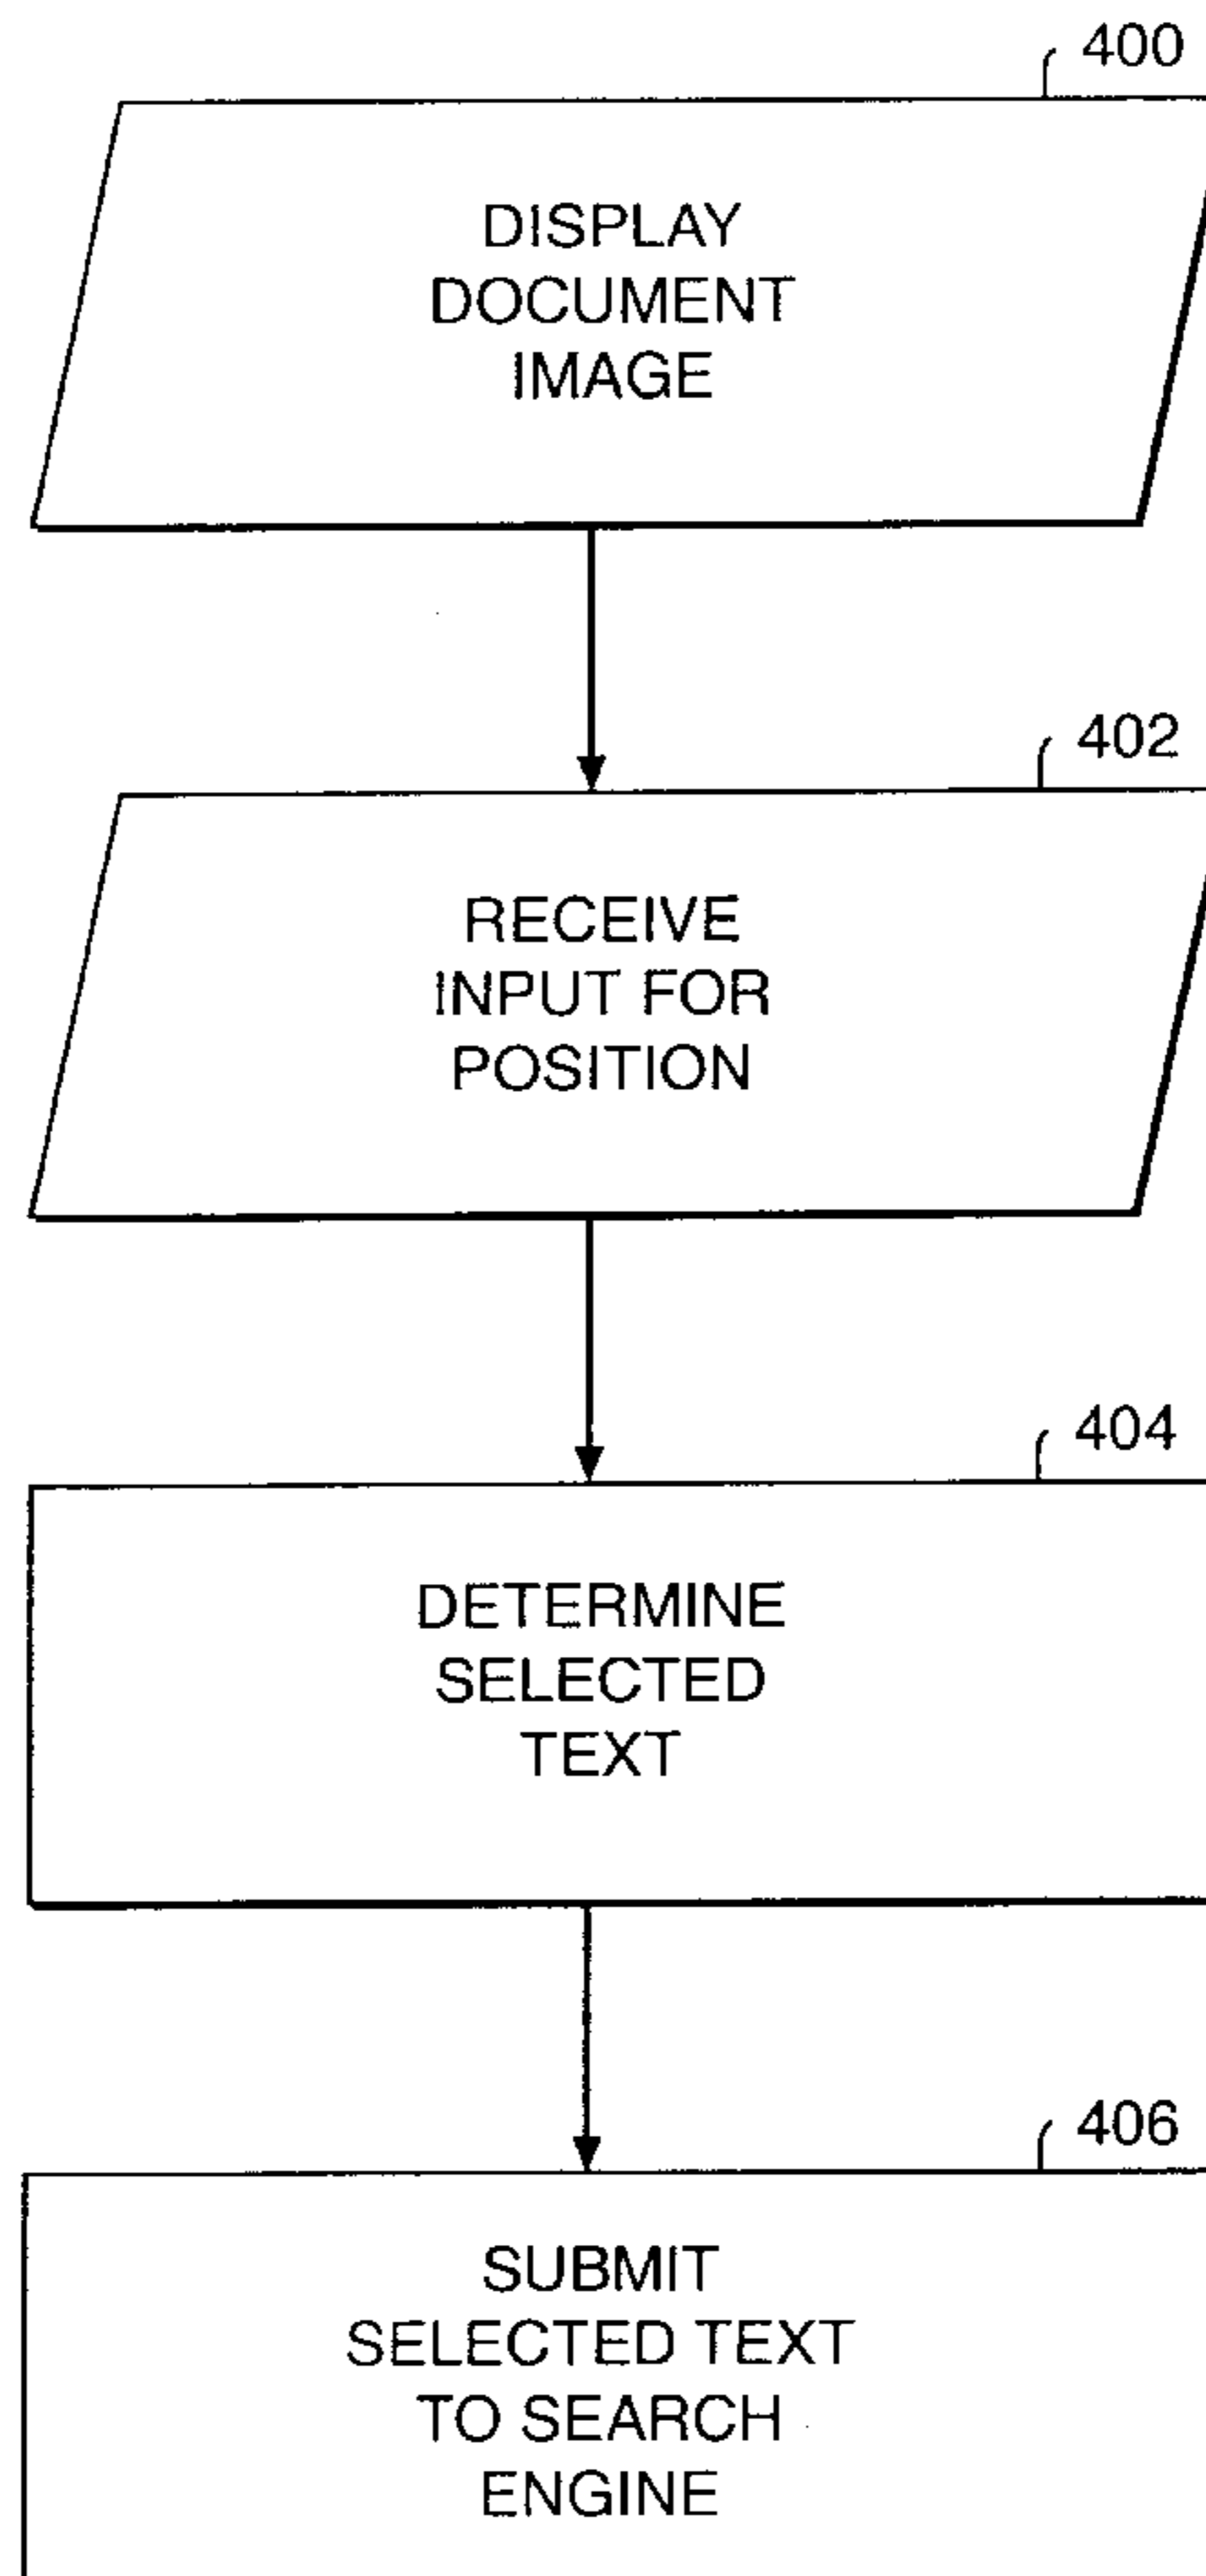 400
DISPLAY
DOCUMENT
IMAGE
402
RECEIVE
INPUT FOR
POSITION
404
DETERMINE
SELECTED
TEXT
406
SUBMIT
SELECTED TEXT
TO SEARCH
ENGINE